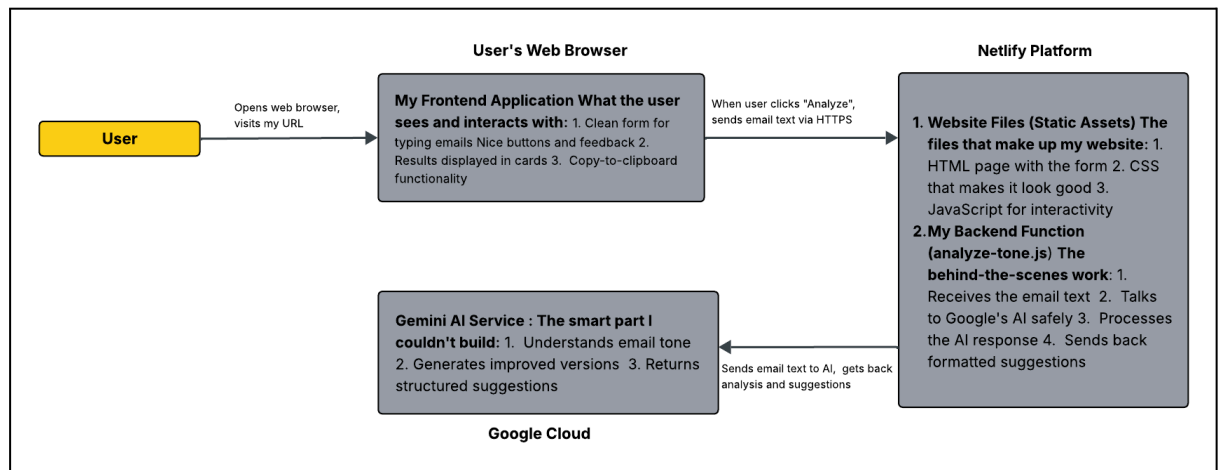 User's Web Browser
Netlify Platform
User
Opens web browser,
visits my URL
My Frontend Application What the user
sees and interacts with: 1. Clean form for
typing emails Nice buttons and feedback 2.
Results displayed in cards 3. Copy-to-clipboard
functionality
When user clicks "Analyze",
sends email text via HTTPS
1. Website Files (Static Assets) The
files that make up my website: 1.
HTML page with the form 2. CSS
that makes it look good 3.
JavaScript for interactivity
2. My Backend Function
(analyze-tone.js) The
behind-the-scenes work: 1.
Receives the email text 2. Talks
to Google's AI safely 3. Processes
the AI response 4. Sends back
formatted suggestions
Gemini AI Service : The smart part I
couldn't build: 1. Understands email tone
2. Generates improved versions 3. Returns
structured suggestions
Sends email text to AI, gets back
analysis and suggestions
Google Cloud